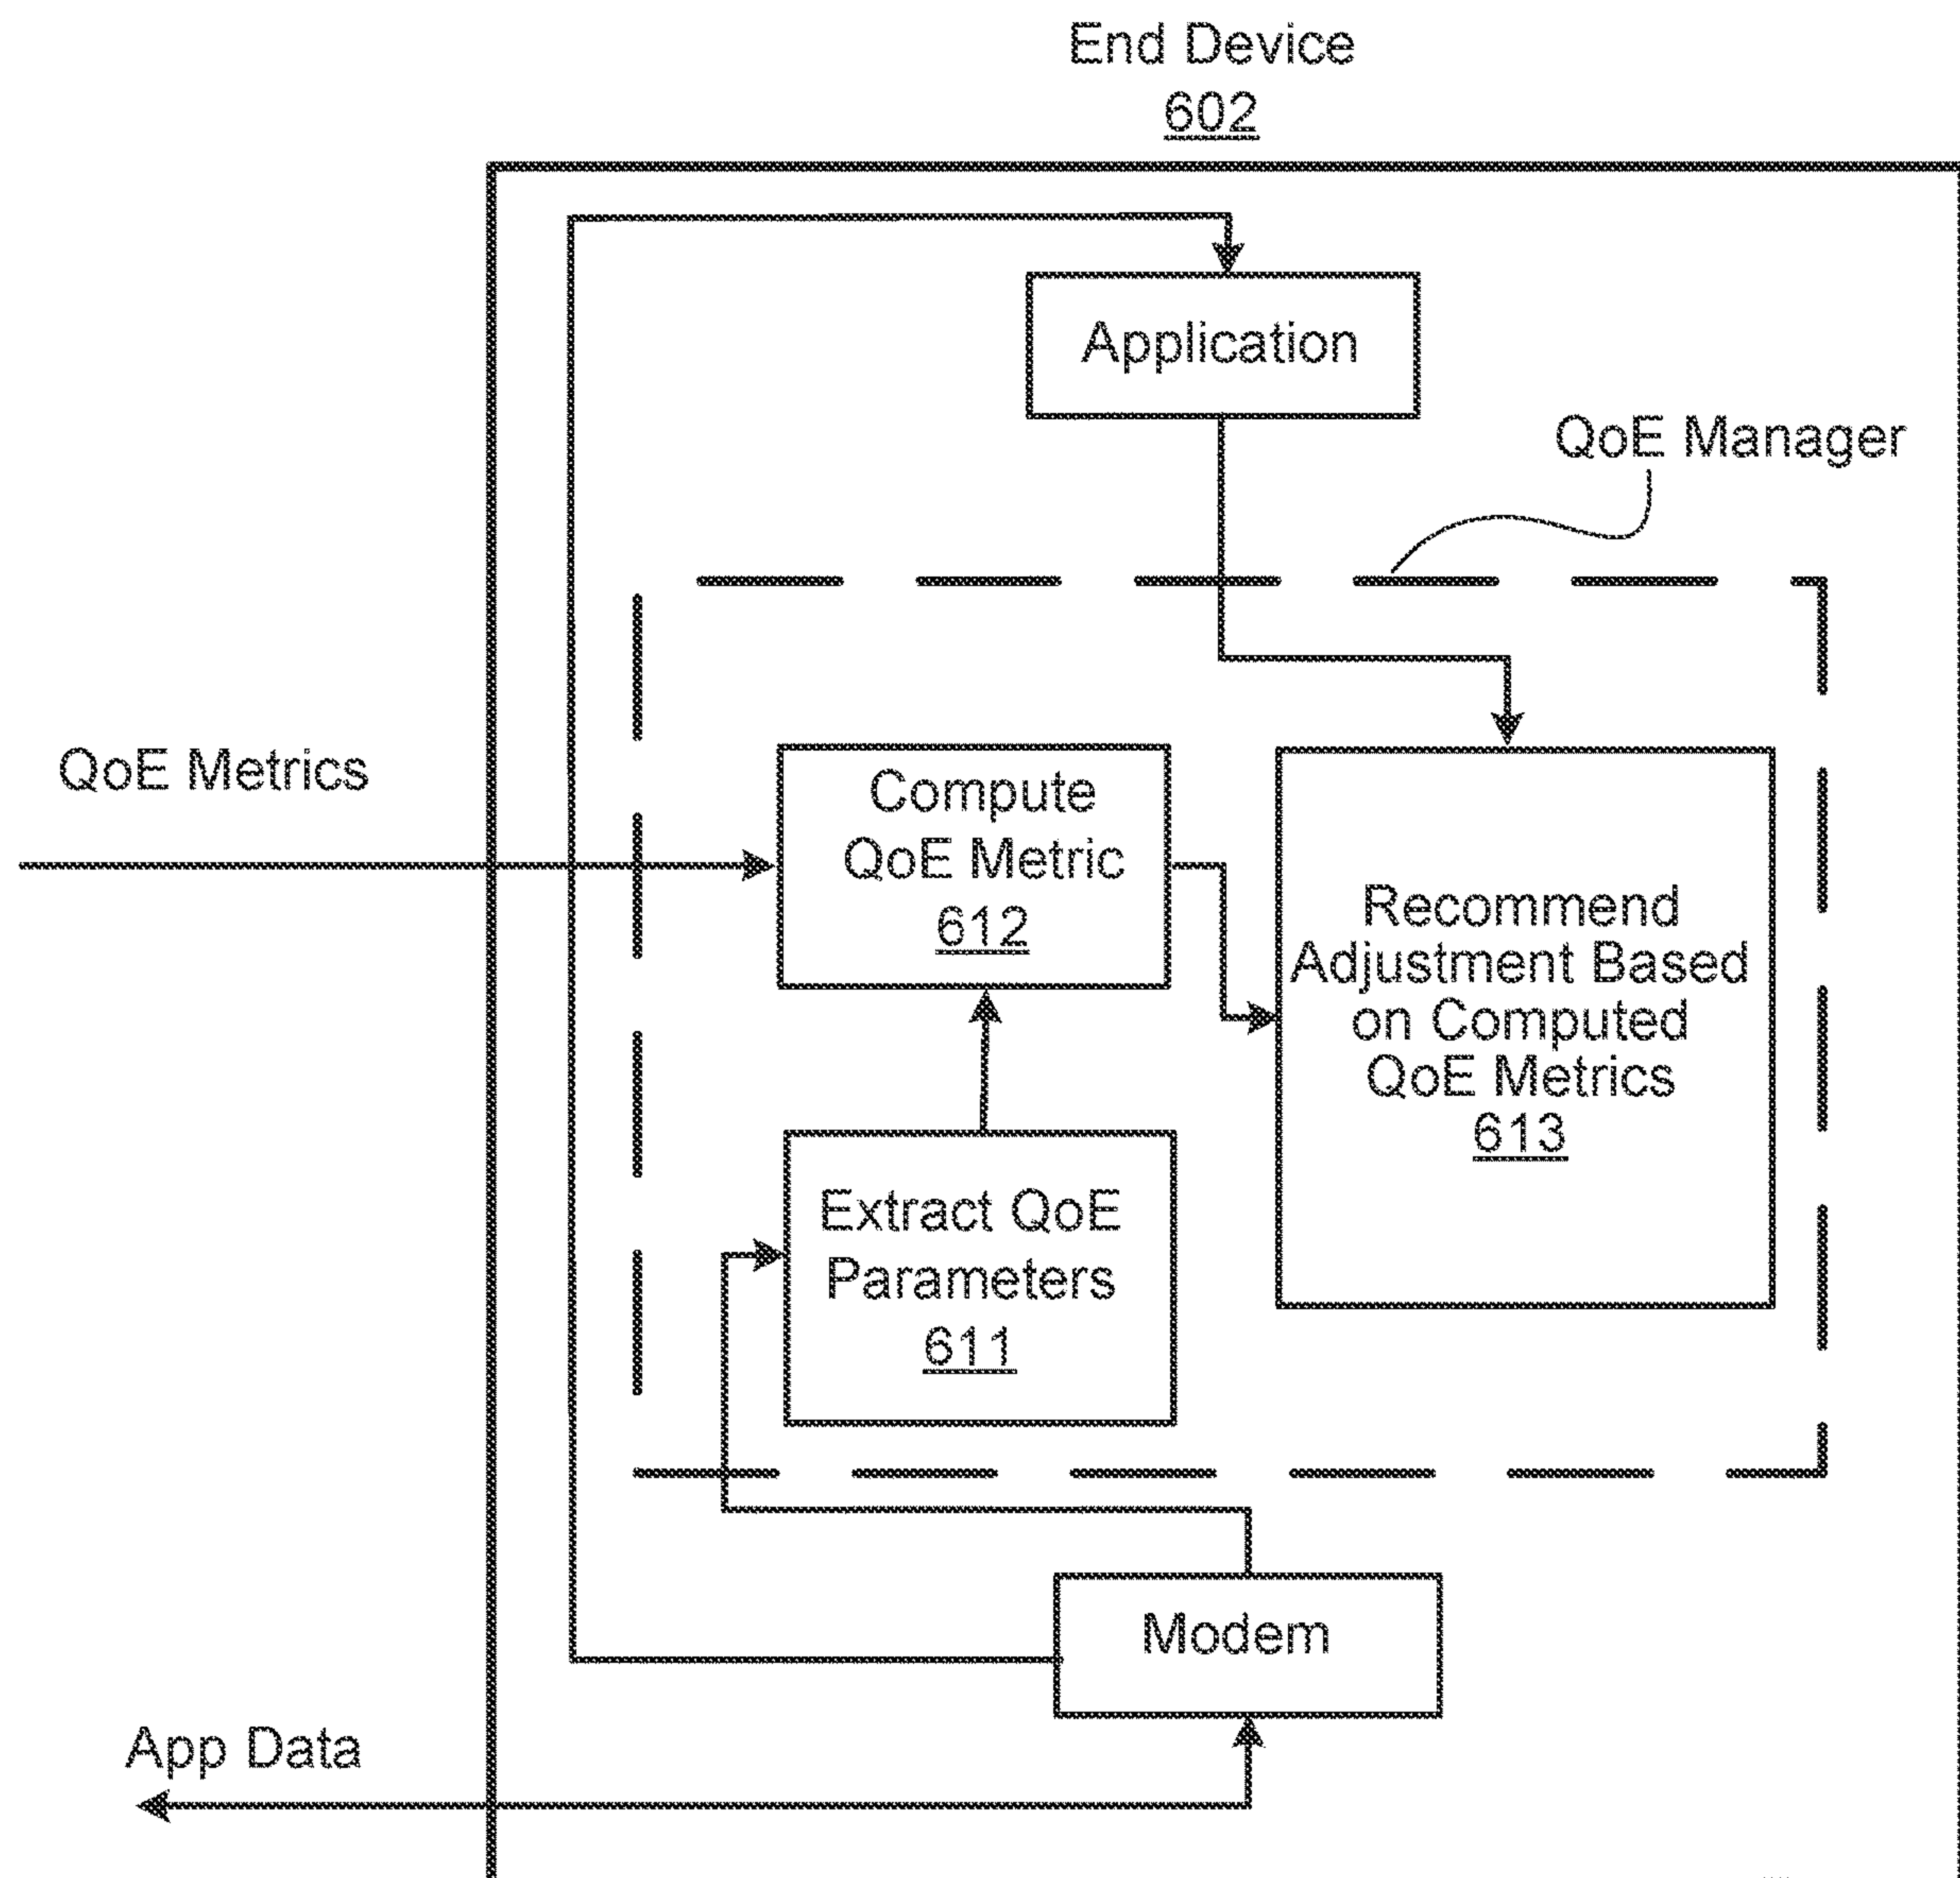 End Device
602
Application
QoE Manager
QoE Metrics
Compute
QoE Metric
612
Recommend
Adjustment Based
on Computed
QoE Metrics
613
Extract QoE
Parameters
611
Modem
App Data